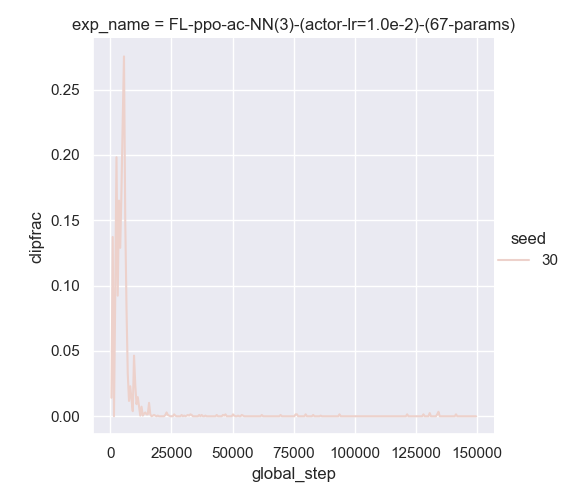 exp_name = FL-ppo-ac-NN(3)-(actor-lr=1.0e-2)-(67-params)
0.25
0.20
0.15
0.10
0.05
0.00
clipfrac
seed
30
0 25000 50000 75000 100000 125000 150000
global_step